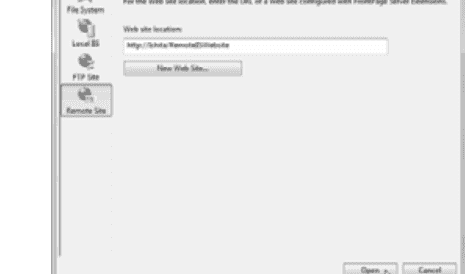 For the Web site location, enter the URL of a Web site configured with FrontPage Server Extensions.
File System
Web site location:
Local IIS
http://
New Web Site...
FTP Site
Remote Site
Open
Cancel